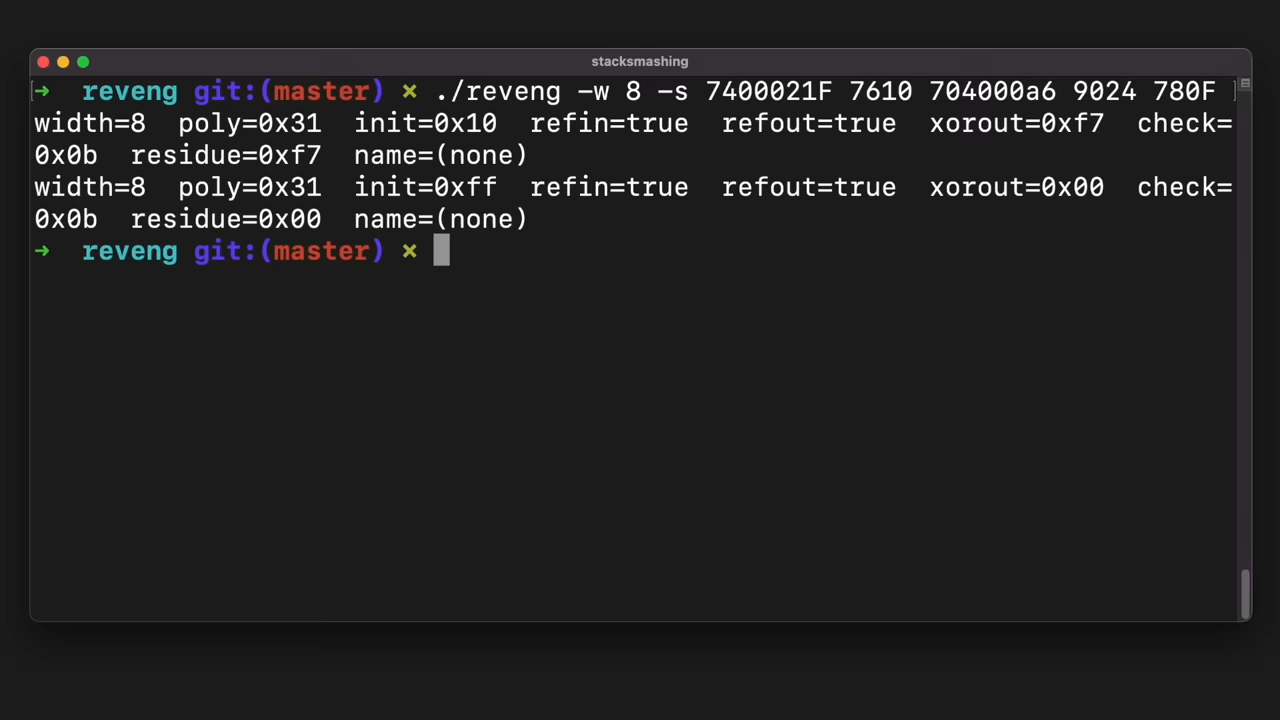 stacksmashing
[→ reveng git:(master) × ./reveng -w 8 -s 7400021F 7610 704000a6 9024 780F ]
width=8 poly=0x31 init=0x10 refin=true refout=true xorout=0xf7 check=
0x0b residue=0xf7 name=(none)
width=8 poly=0x31 init=0xff refin=true refout=true xorout=0x00 check=
0x0b residue=0x00 name=(none)
→ reveng git:(master) ×